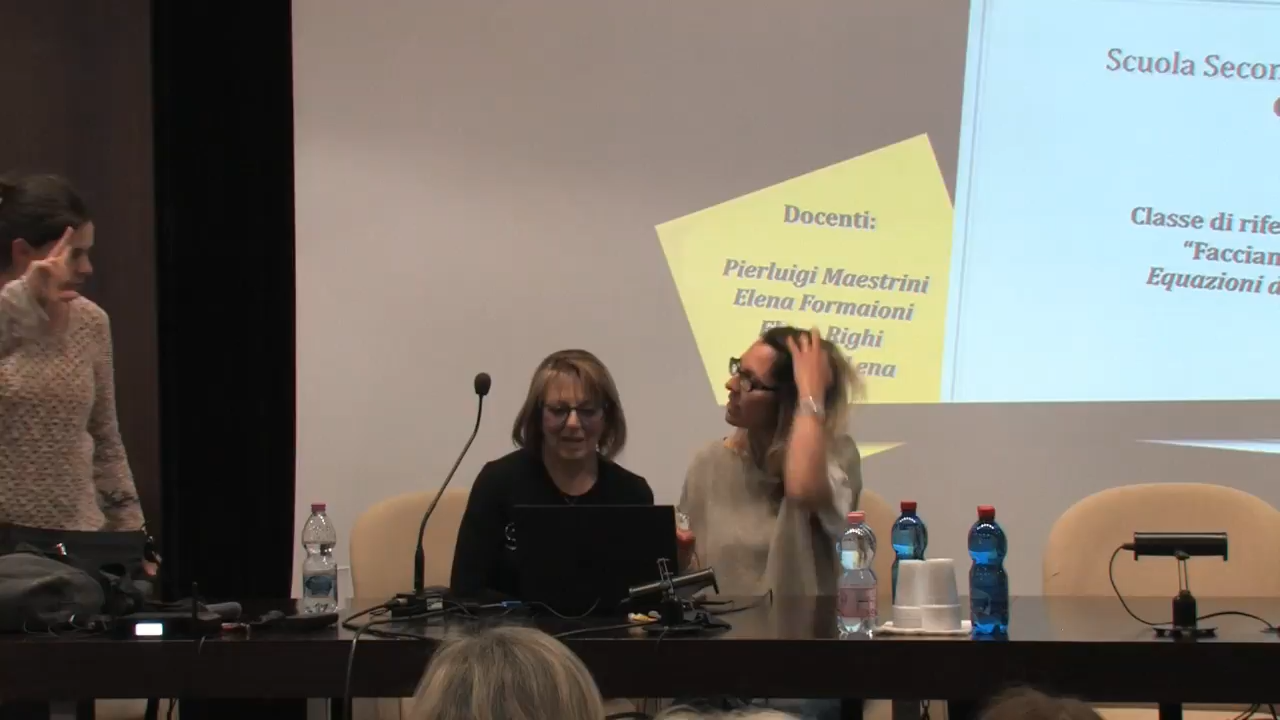 Docenti:
Pierluigi Maestrini
Elena Formaioni
Righi
Scuola Secon
Classe di rife
"Faccian
Equazioni d